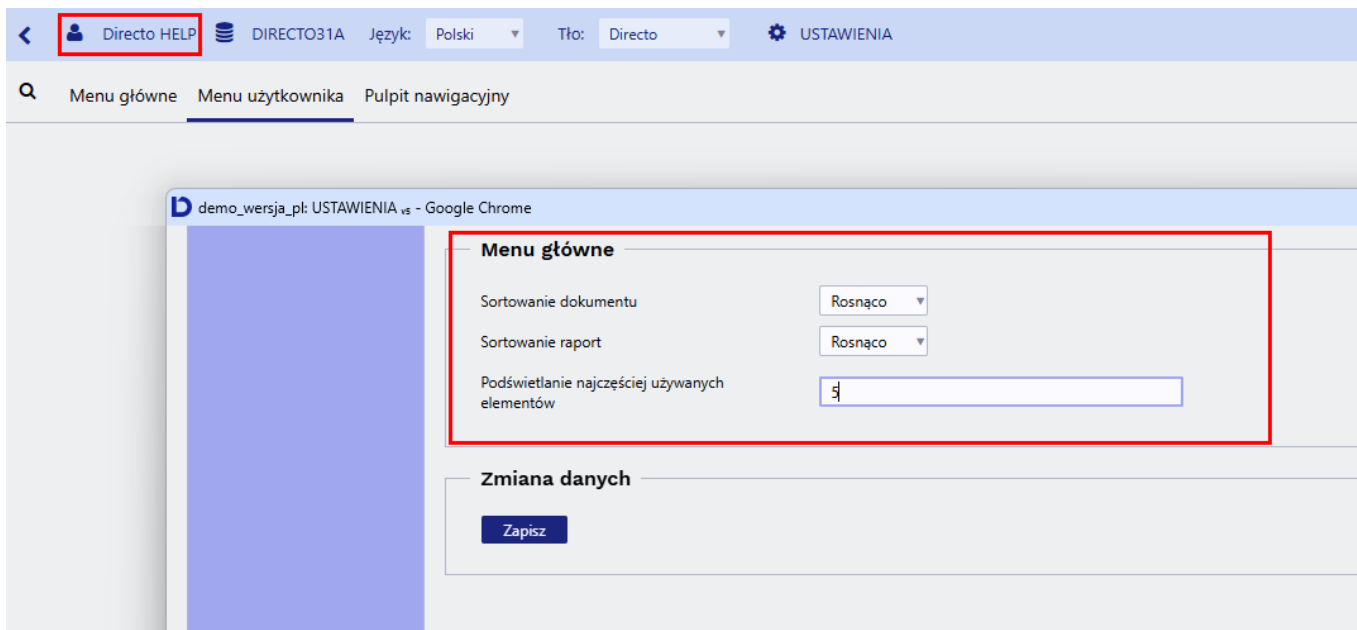 Directo HELP DIRECTO31A Język: Polski Tło: Directo USTAWIENIA
Menu główne Menu użytkownika Pulpit nawigacyjny
demo_wersja_pl: USTAWIENIA v5 - Google Chrome
Menu główne
Sortowanie dokumentu Rosnąco
Sortowanie raport Rosnąco
Podświetlanie najczęściej używanych
elementów 5
Zmiana danych
Zapisz